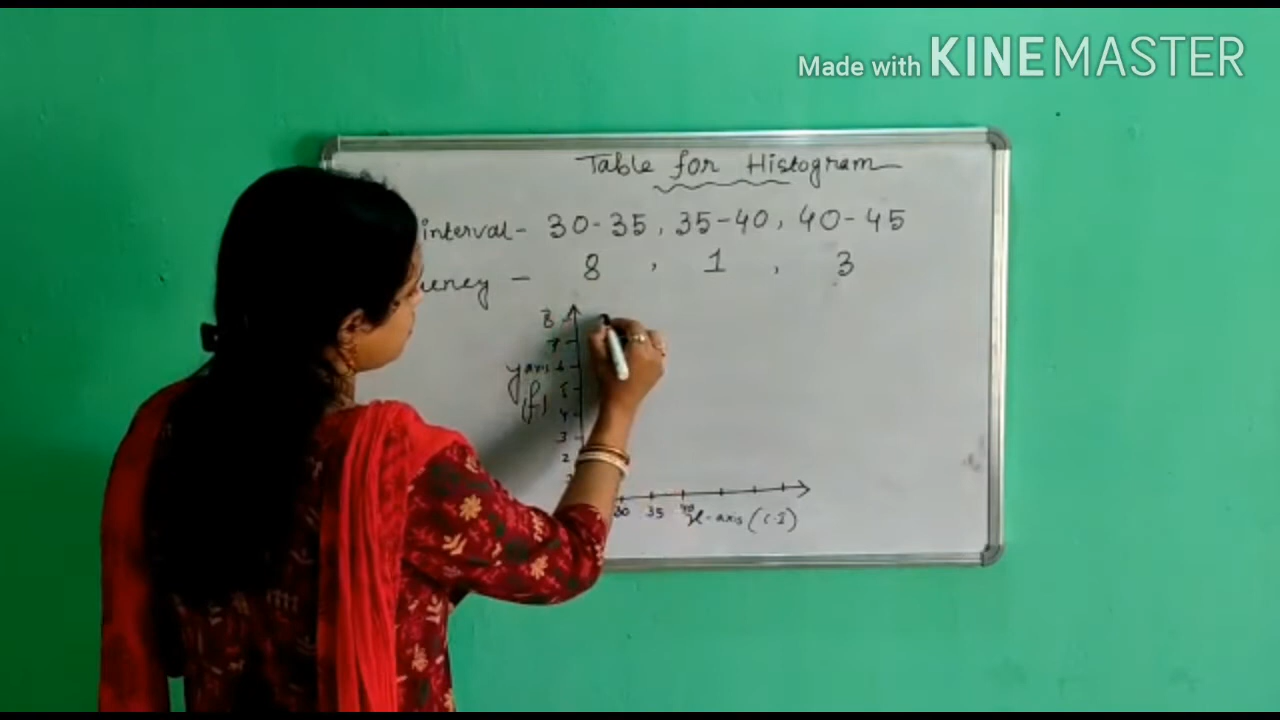 Made with KINEMASTER
Table for Histogram
interval - 30-35, 35-40, 40-45
uency - 8 , 1 , 3
8
7
y axis 6
5
(f)
4
3
2
30 35 40 x-axis (C.I)